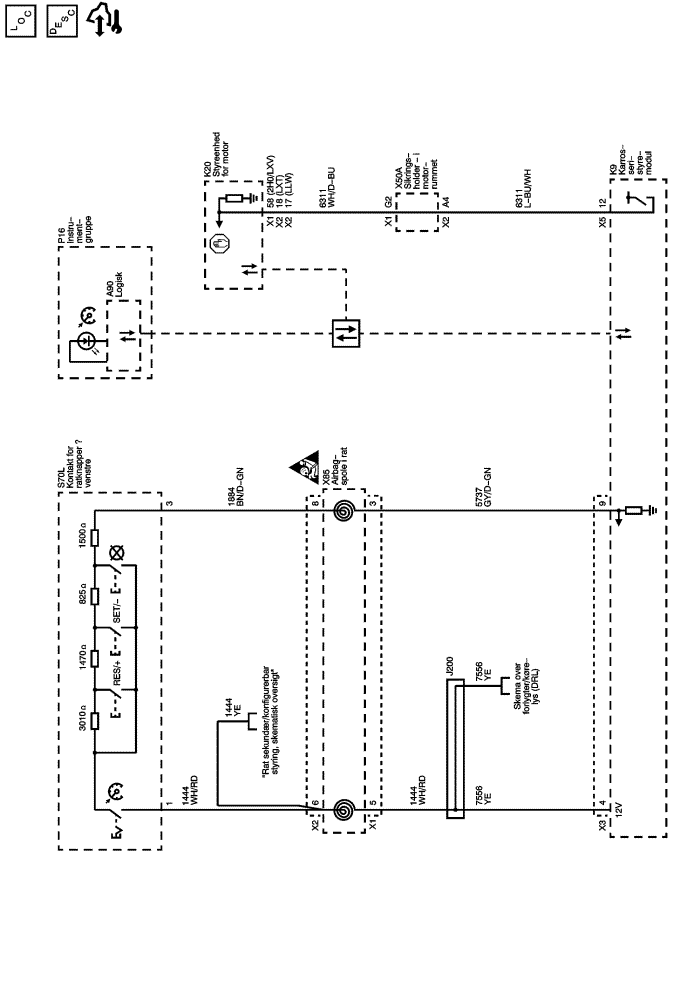 LOC
DESC
K20
Styreenhed
for motor
58 (2H0/LXV)
18 (LXT)
17 (LLW)
X1
X2
X2
6311
WH/D-BU
X50A
Sikrings-
holder - i
motor-
rummet
G2
X1
A4
X2
6311
L-BU/WH
K9
Karros-
seri-
styre-
modul
12
X5
P16
Instru-
ment-
gruppe
A90
Logisk
S70L
Kontakt for
ratknapper ?
venstre
3
1884
BN/D-GN
8
X85
Airbag-
spole i rat
3
5737
GY/D-GN
9
1500Ω
825Ω
SET/-
1470Ω
RES/+
3010Ω
1
1444
WH/RD
1444
YE
"Rat sekundær/konfigurerbar
styring, skematisk oversigt"
X2
6
5
X1
1444
WH/RD
J200
7556
YE
Skema over
forlygter/køre-
lys (DRL)
7556
YE
4
X3
12V